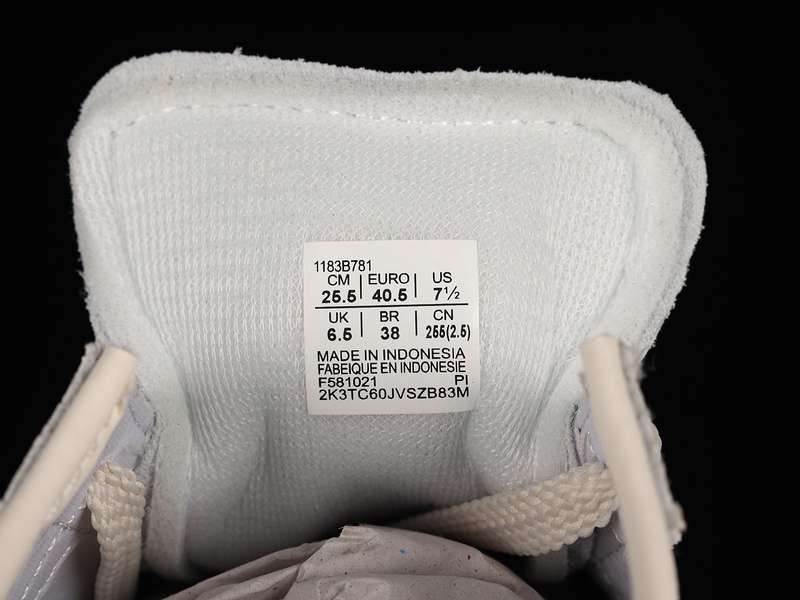 1183B781
CM | EURO | US
25.5 | 40.5 | 7½
UK | BR | CN
6.5 | 38 | 255(2.5)
MADE IN INDONESIA
FABEIQUE EN INDONESIE
F581021 PI
2K3TC60JVSZB83M